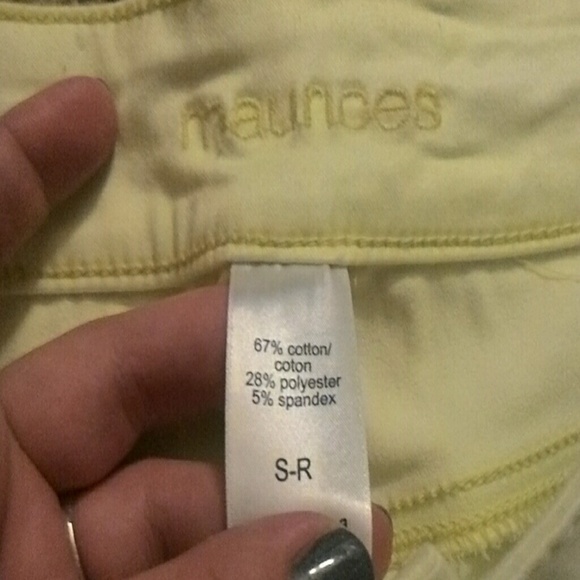 maurices
67% cotton/
coton
28% polyester
5% spandex
S-R